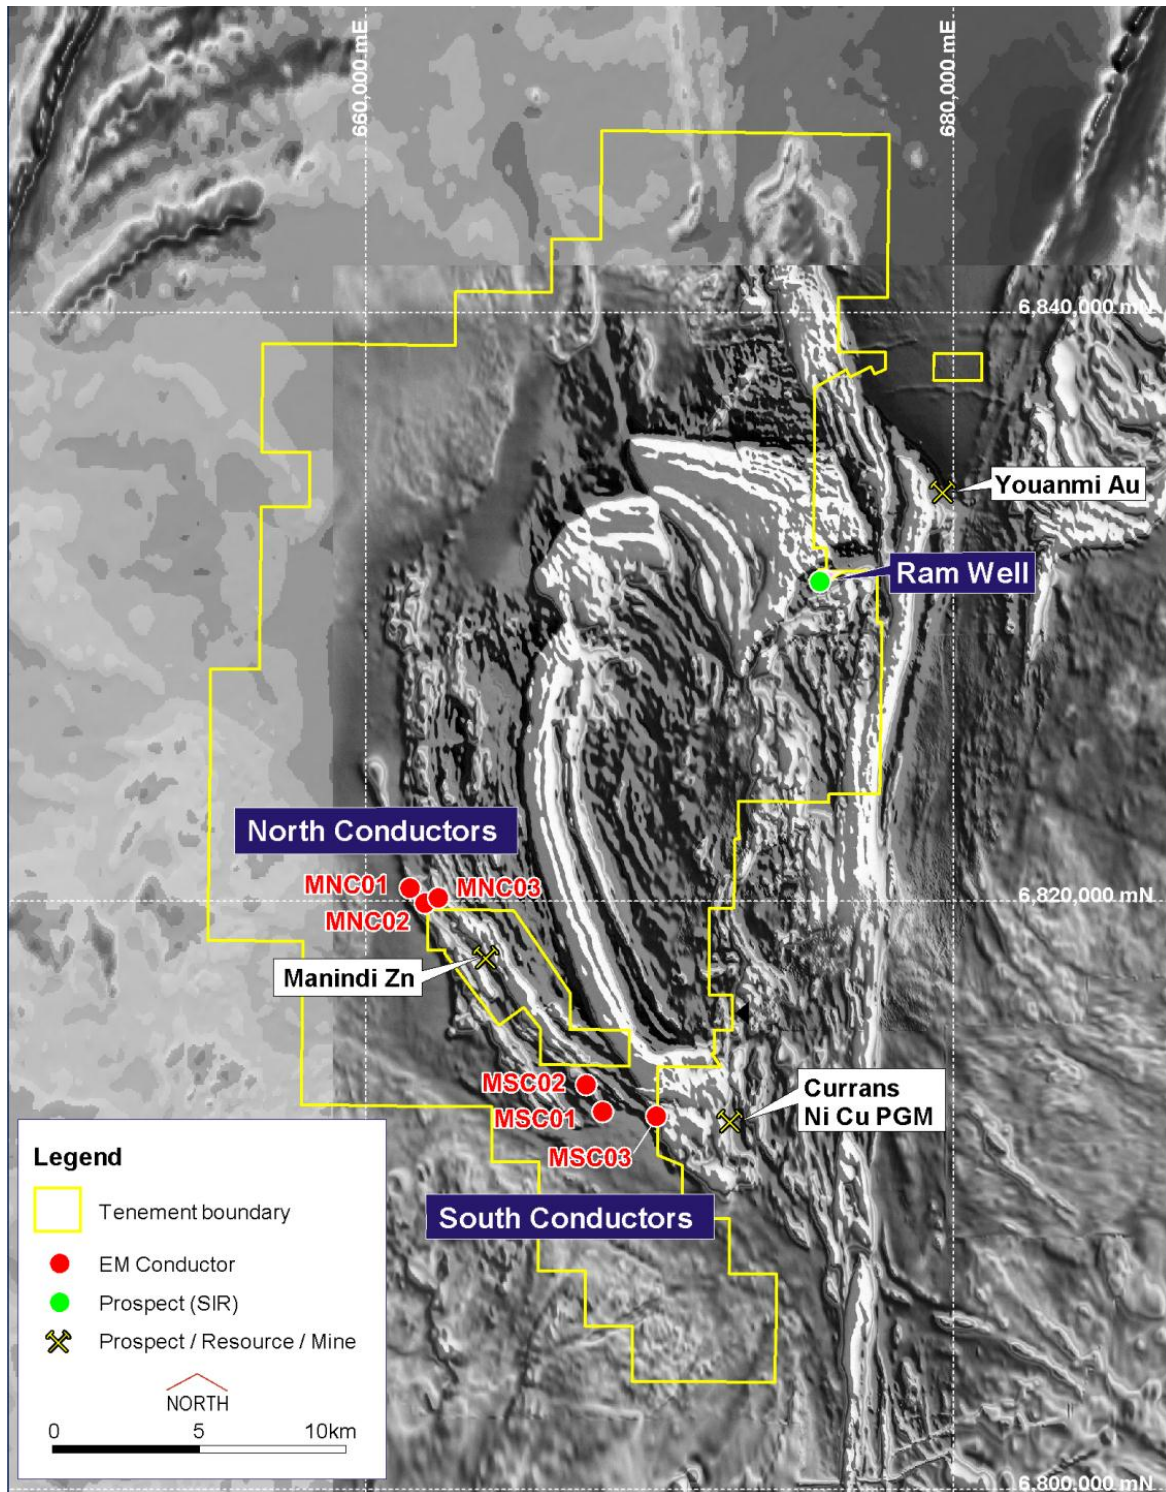 660,000 mE
680,000 mE
6,840,000 mN
Youanmi Au
Ram Well
North Conductors
MNC01
MNC03
MNC02
6,820,000 mN
Manindi Zn
MSC02
MSC01
MSC03
Currans
Ni Cu PGM
South Conductors
Legend
Tenement boundary
EM Conductor
Prospect (SIR)
Prospect / Resource / Mine
NORTH
0 5 10km
6,800,000 mN